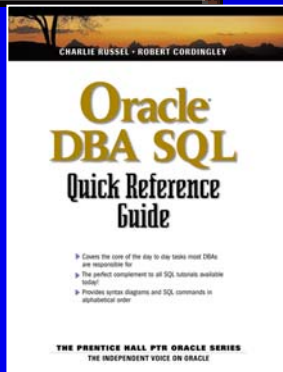 CHARLIE RUSSEL • ROBERT CORDINGLEY
Oracle
DBA SQL
Quick Reference
Guide
Covers the core of the day to day tasks most DBAs
are responsible for
The perfect complement to all SQL tutorials available
today!
Provides syntax diagrams and SQL commands in
alphabetical order
THE PRENTICE HALL PTR ORACLE SERIES
THE INDEPENDENT VOICE ON ORACLE